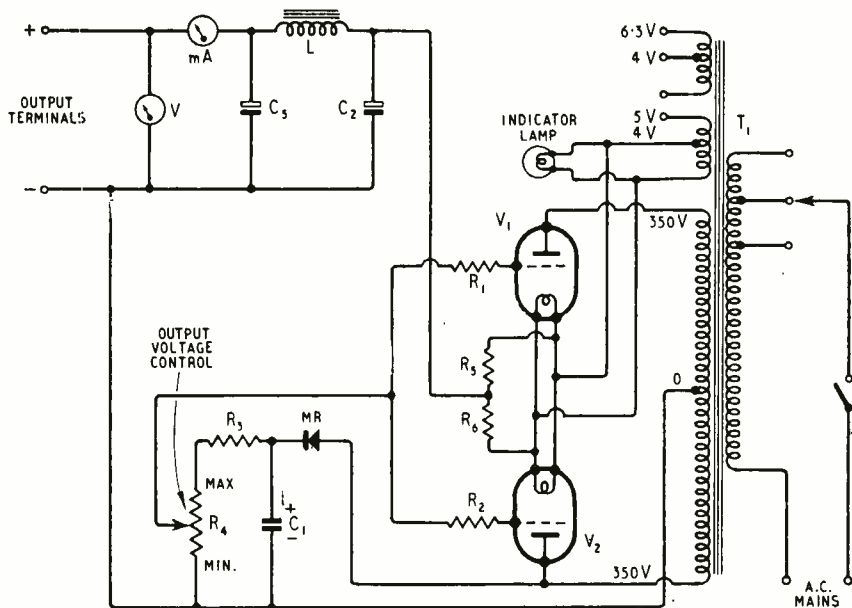 +
mA
L
OUTPUT
TERMINALS
V
C3
C2
-
6·3V
4V
5V
4V
INDICATOR
LAMP
T1
V1
350V
R1
OUTPUT
VOLTAGE
CONTROL
R5
R6
0
R3
MR
MAX
R4
MIN.
+
C1
-
R2
V2
350V
A.C.
MAINS